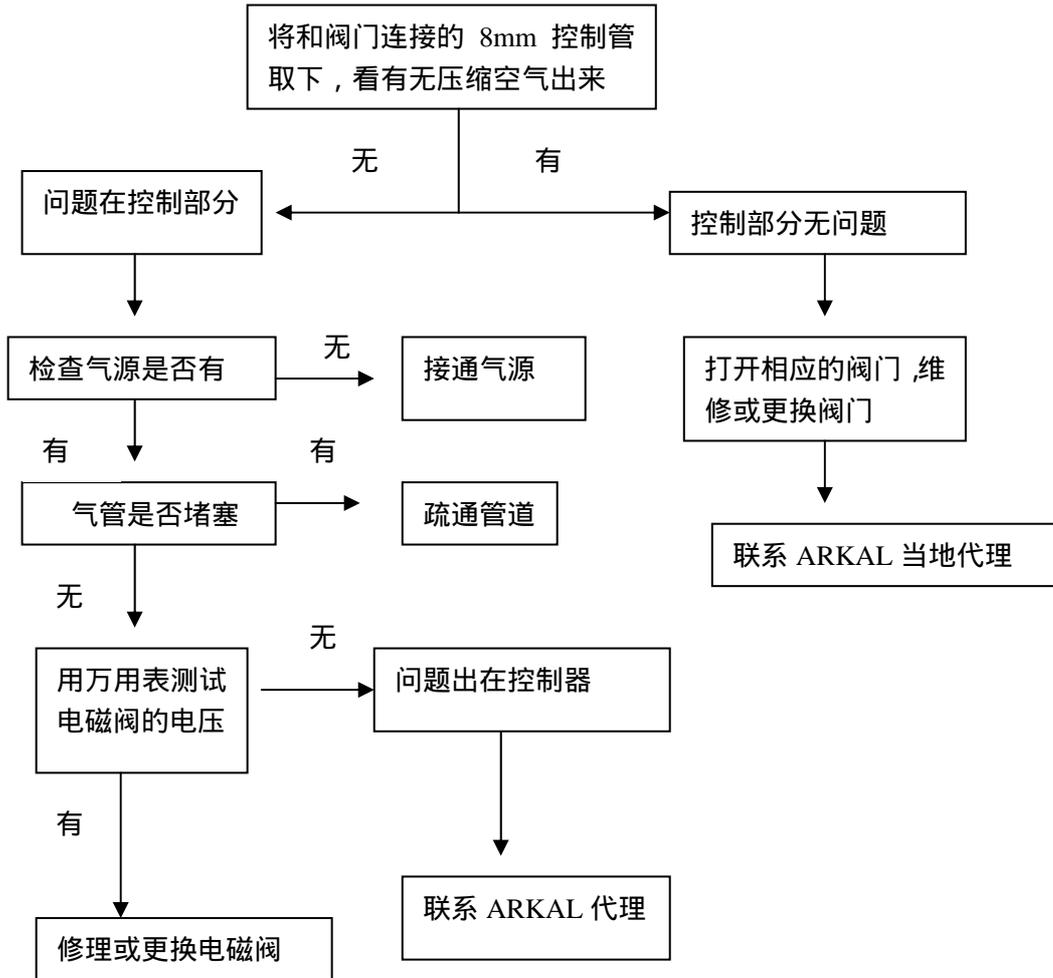 将和阀门连接的 8mm 控制管
取下，看有无压缩空气出来
无
有
问题在控制部分
控制部分无问题
检查气源是否有
无
接通气源
打开相应的阀门,维
修或更换阀门
有
有
气管是否堵塞
疏通管道
联系 ARKAL 当地代理
无
无
用万用表测试
电磁阀的电压
问题出在控制器
有
联系 ARKAL 代理
修理或更换电磁阀